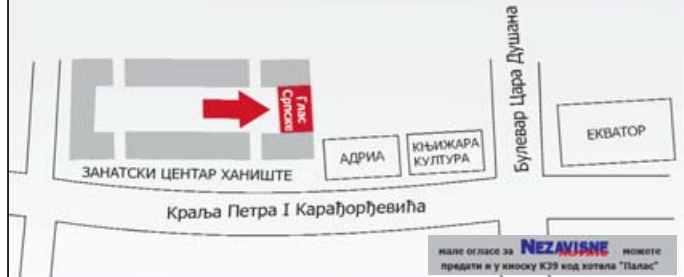 Глас
Српске
ЗАНАТСКИ ЦЕНТАР ХАНИШТЕ
АДРИА
КЊИЖАРА
КУЛТУРА
Булевар Цара Душана
ЕКВАТОР
Краља Петра I Карађорђевића
мале огласе за NEZAVISNE можете
предати и у киоску К39 код хотела "Палас"